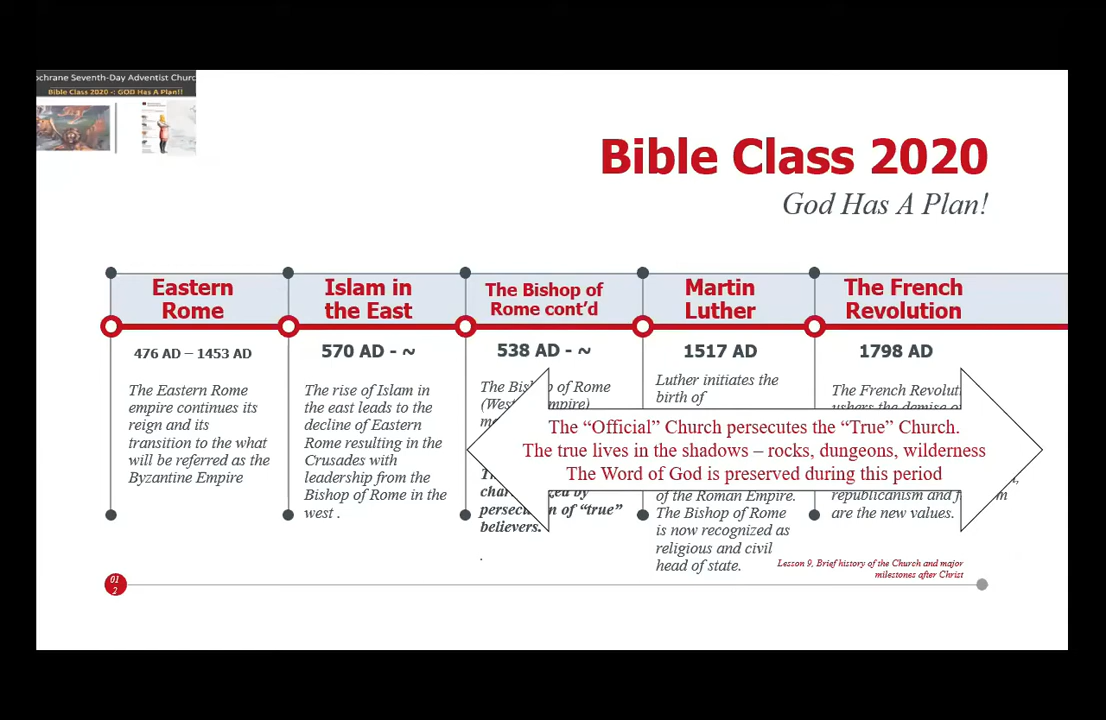 ochrane Seventh-Day Adventist Churc
Bible Class 2020 -: GOD Has A Plan!!
Bible Class 2020
God Has A Plan!
Eastern
Rome
Islam in
the East
The Bishop of
Rome cont’d
Martin
Luther
The French
Revolution
476 AD – 1453 AD
570 AD - ~
538 AD - ~
1517 AD
1798 AD
The Eastern Rome
empire continues its
reign and its
transition to the what
will be referred as the
Byzantine Empire
The rise of Islam in
the east leads to the
decline of Eastern
Rome resulting in the
Crusades with
leadership from the
Bishop of Rome in the
west .
The Bis of Rome
(Wes mpire)
persec n of “true”
believers.
.
Luther initiates the
birth of
of the Roman Empire.
The Bishop of Rome
is now recognized as
religious and civil
head of state.
The French Revolut
ushers the demise o
republicanism and
are the new values.
The “Official” Church persecutes the “True” Church.
The true lives in the shadows – rocks, dungeons, wilderness
The Word of God is preserved during this period
Lesson 9, Brief history of the Church and major
milestones after Christ
01
2